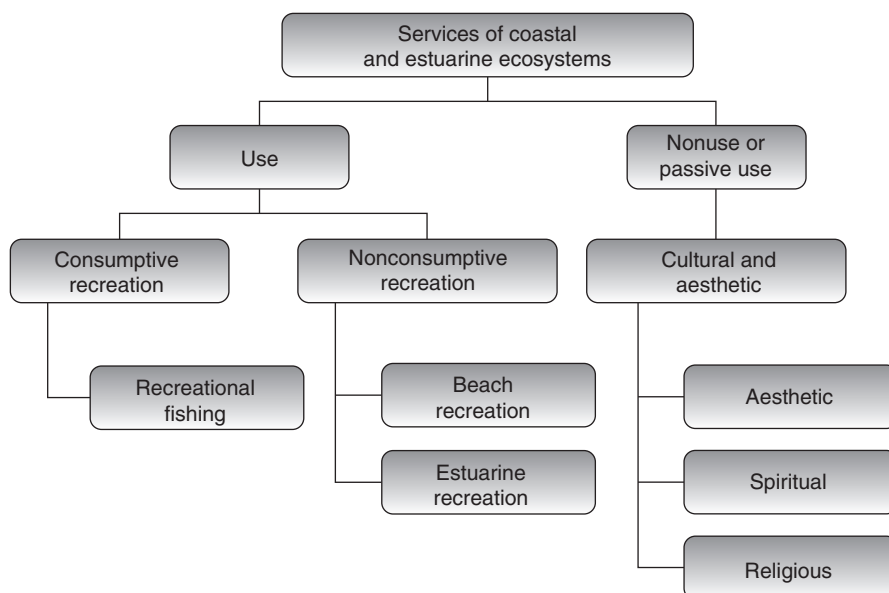 Services of coastal
and estuarine ecosystems
Use
Nonuse or
passive use
Consumptive
recreation
Nonconsumptive
recreation
Cultural and
aesthetic
Recreational
fishing
Beach
recreation
Aesthetic
Estuarine
recreation
Spiritual
Religious